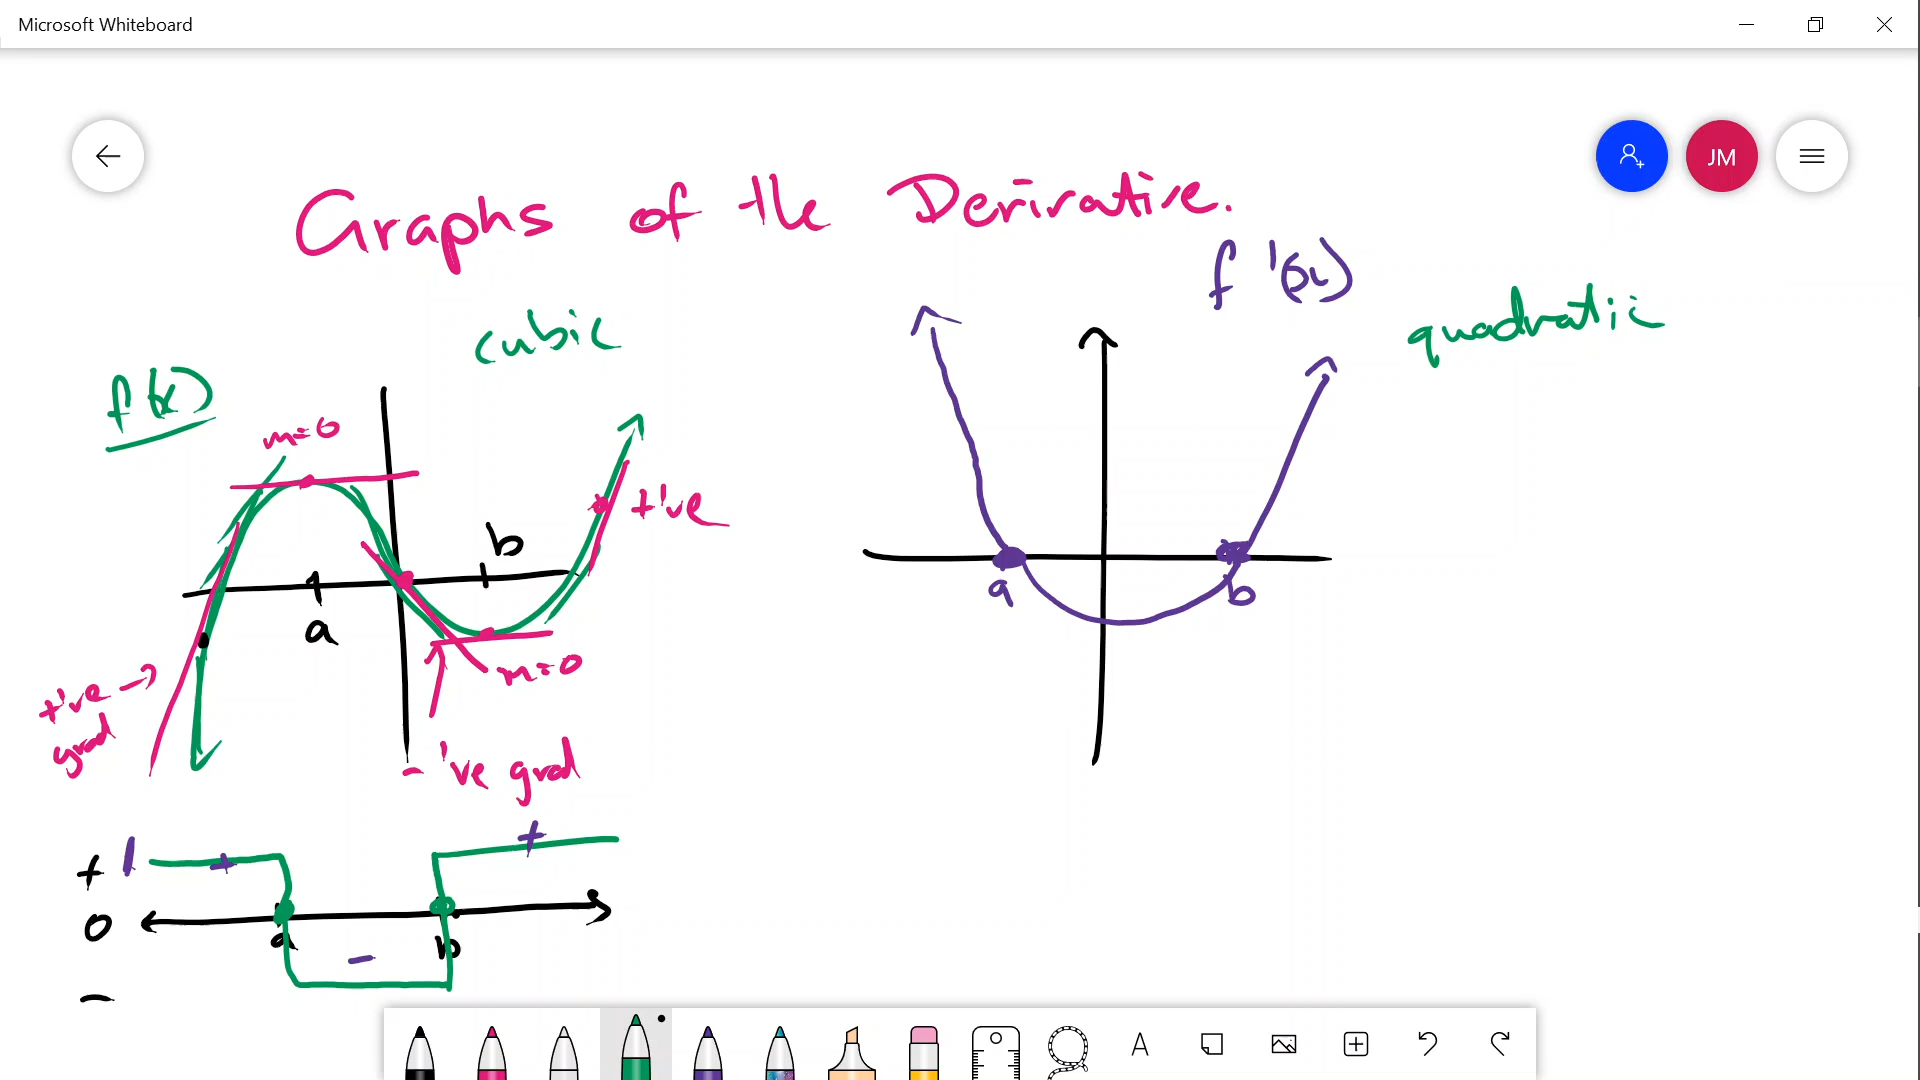 Microsoft Whiteboard
JM
Graphs of the Derivative.
f'(x)
cubic
quadratic
f(x)
m=0
b
+'ve
a
a
b
m=0
+'ve
grad
-'ve grad
+
+ +
0
a
b
-
-
A